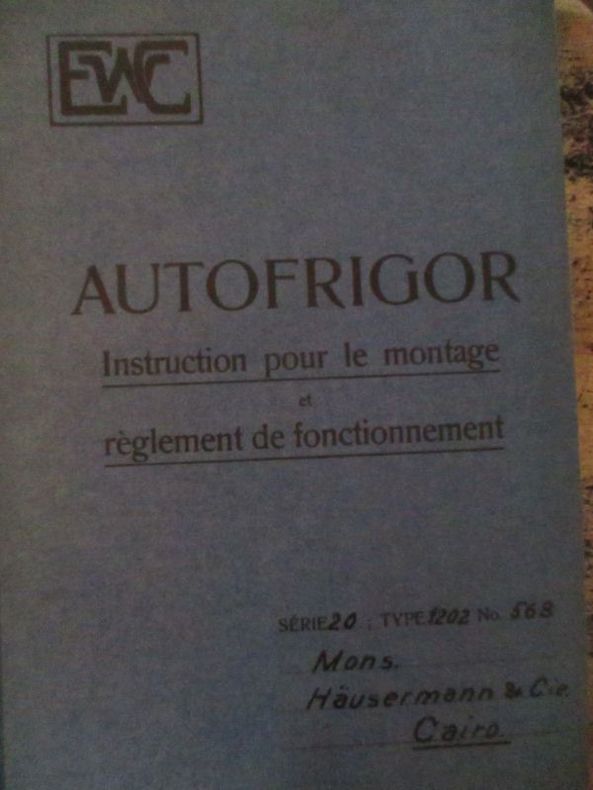 EWC
AUTOFRIGOR
Instruction pour le montage
et
règlement de fonctionnement
SÉRIE 20 ; TYPE 1202 No. 568
Mons.
Häusermann & Cie.
Cairo.